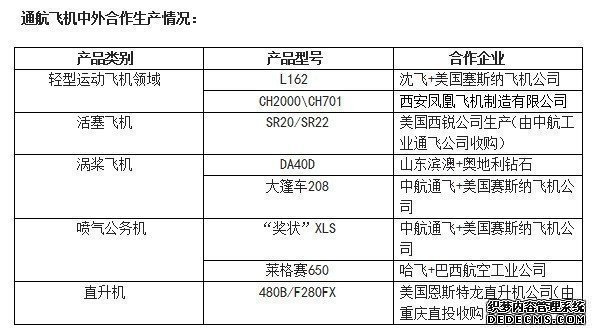 通航飞机中外合作生产情况：
产品类别 产品型号 合作企业
轻型运动飞机领域 L162 沈飞+美国塞斯纳飞机公司
CH2000\CH701 西安凤凰飞机制造有限公司
活塞飞机 SR20/SR22 美国西锐公司生产（由中航工
业通飞公司收购）
涡桨飞机 DA40D 山东滨澳+奥地利钻石
大篷车208 中航通飞+美国赛斯纳飞机公
司
喷气公务机 “奖状”XLS 中航通飞+美国赛斯纳飞机公
司
莱格赛650 哈飞+巴西航空工业公司
直升机 480B/F280FX 美国恩斯特龙直升机公司（由
重庆直投收购）
织梦内容管理系统
DEDECMS.COM